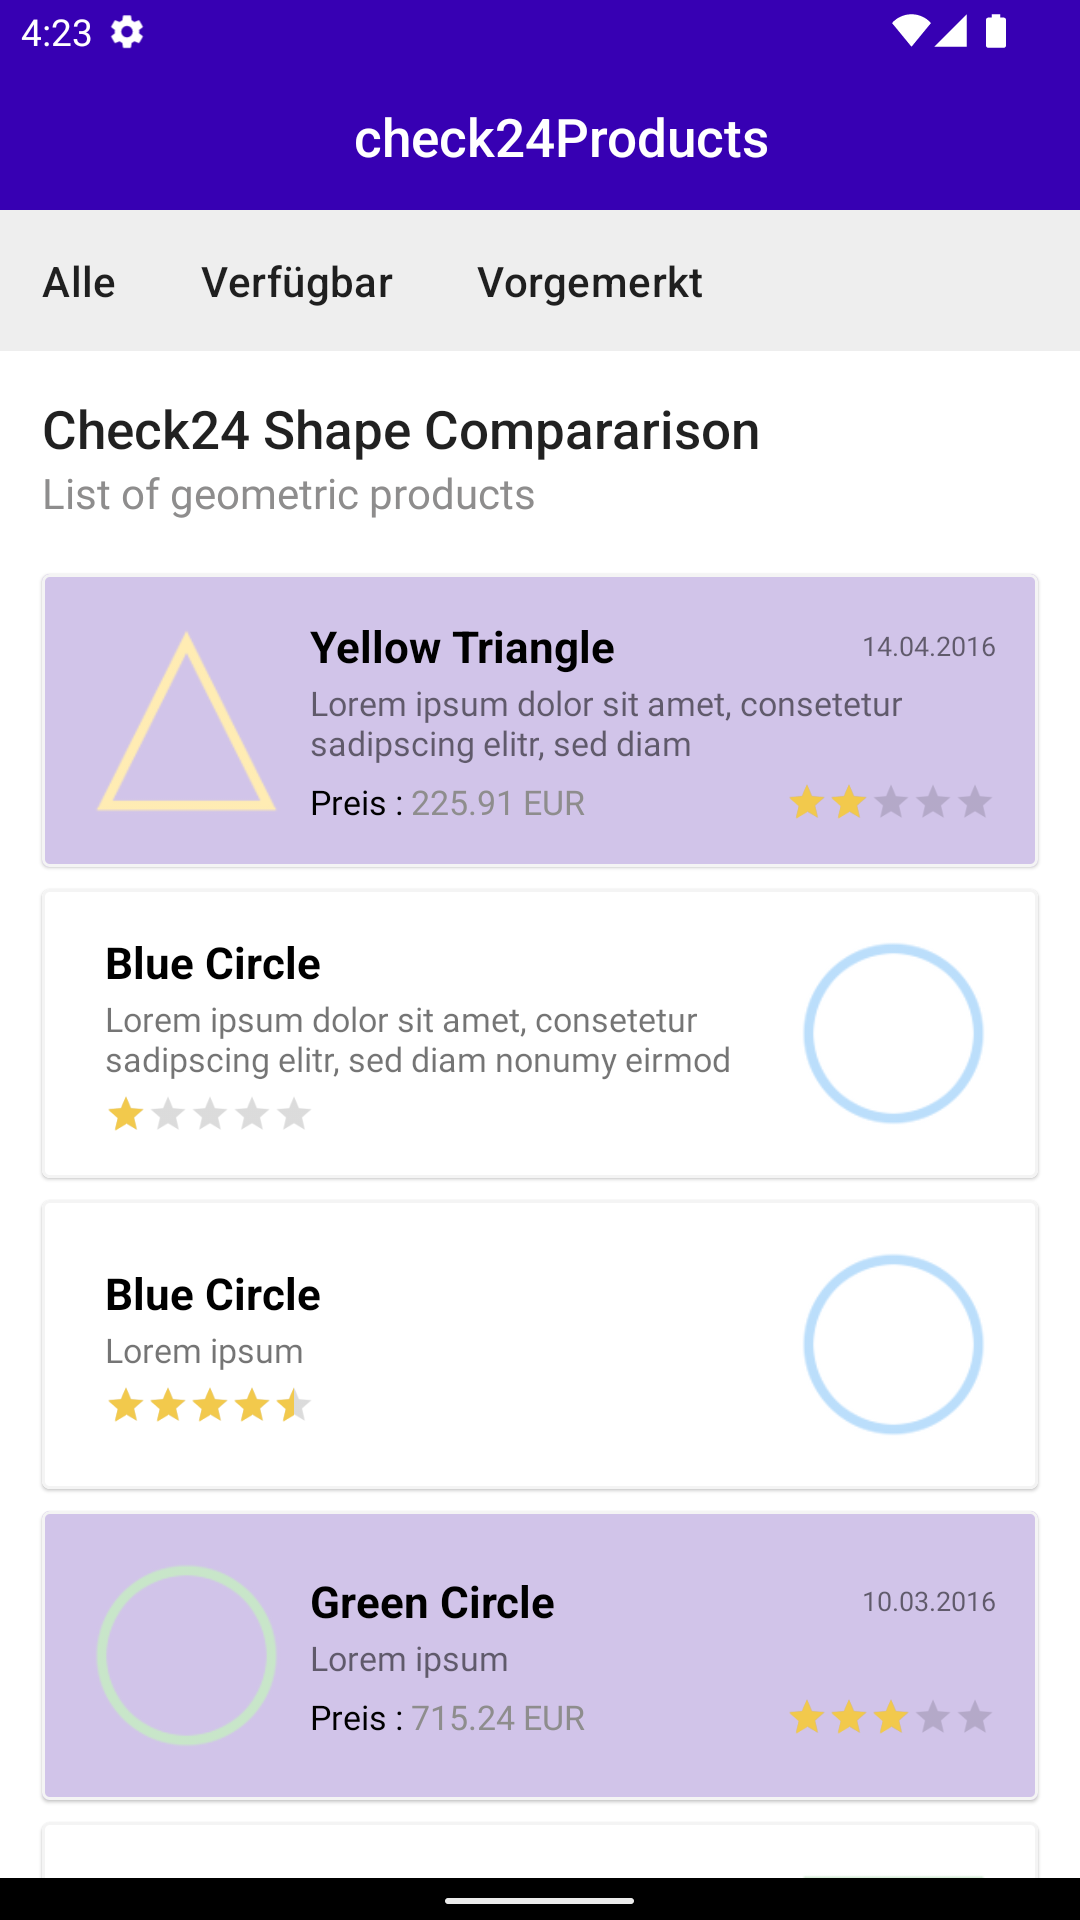 4:23
check24Products
Alle Verfügbar Vorgemerkt
Check24 Shape Compararison
List of geometric products
Yellow Triangle 14.04.2016
Lorem ipsum dolor sit amet, consetetur
sadipscing elitr, sed diam
Preis : 225.91 EUR
Blue Circle
Lorem ipsum dolor sit amet, consetetur
sadipscing elitr, sed diam nonumy eirmod
Blue Circle
Lorem ipsum
Green Circle 10.03.2016
Lorem ipsum
Preis : 715.24 EUR